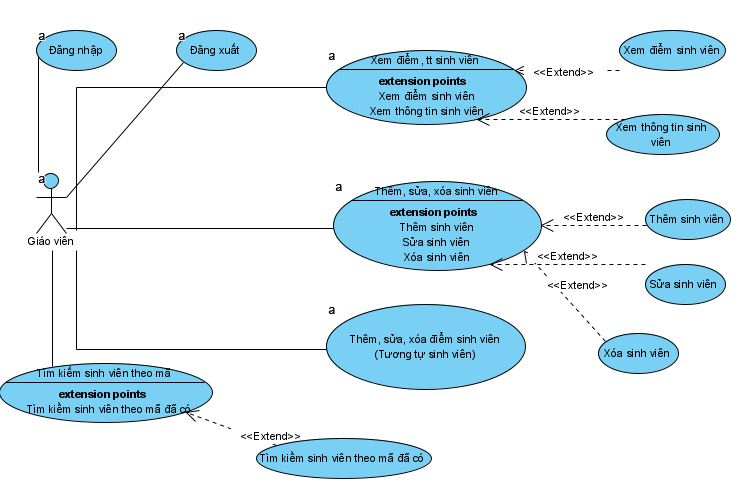 a
Đăng nhập
a
Đăng xuất
a
Xem điểm , tt sinh viên
extension points
Xem điểm sinh viên
Xem thông tin sinh viên
<<Extend>>
Xem điểm sinh viên
<<Extend>>
Xem thông tin sinh
viên
a
Giáo viên
a
Thêm, sửa, xóa sinh viên
extension points
Thêm sinh viên
Sửa sinh viên
Xóa sinh viên
<<Extend>>
Thêm sinh viên
<<Extend>>
Sửa sinh viên
<<Extend>>
Xóa sinh viên
a
Thêm, sửa, xóa điểm sinh viên
(Tương tự sinh viên)
Tìm kiếm sinh viên theo mã
extension points
Tìm kiềm sinh viên theo mã đã có
<<Extend>>
Tìm kiềm sinh viên theo mã đã có